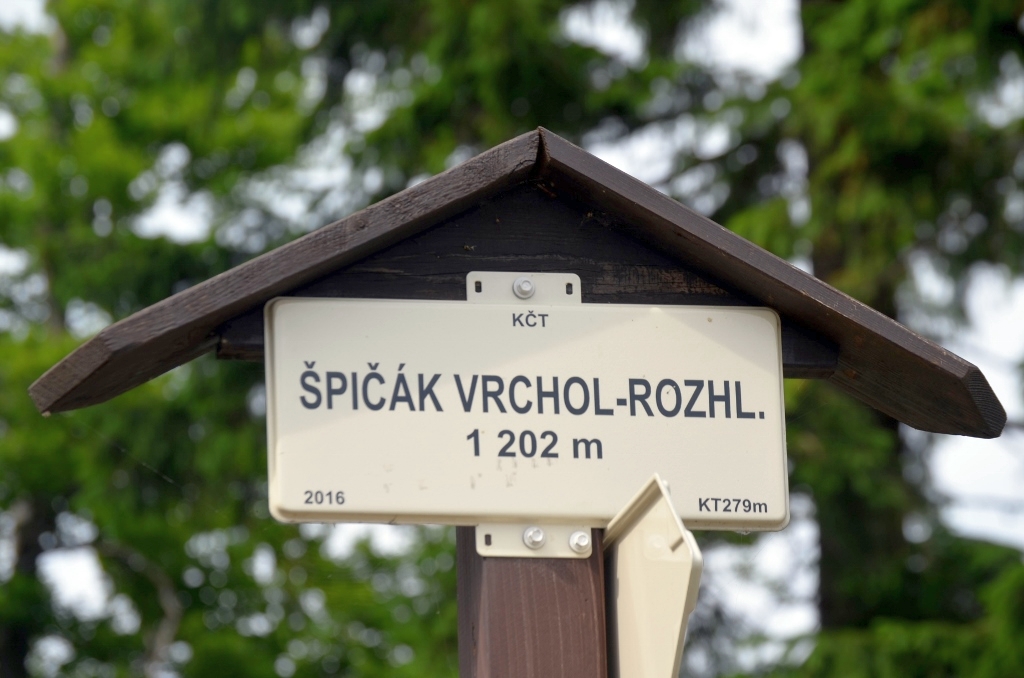 KČT
ŠPIČÁK VRCHOL-ROZHL.
1 202 m
2016 KT279m